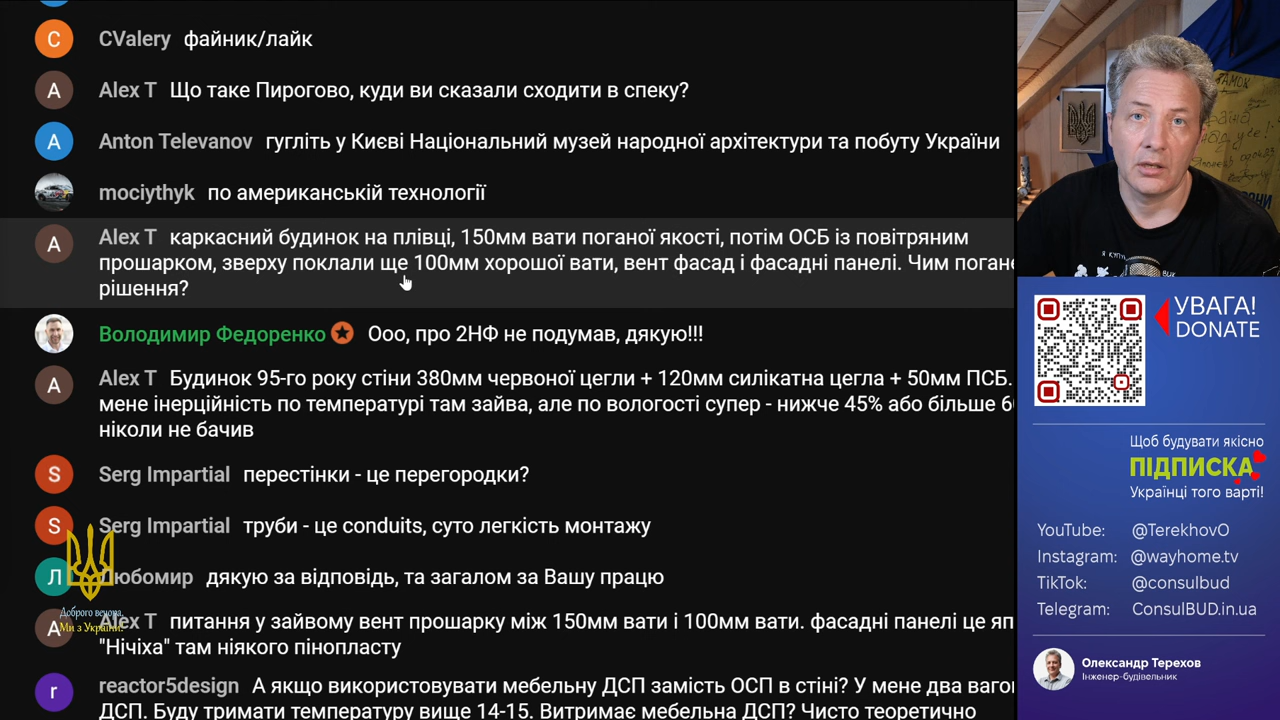 C CValery файник/лайк
A Alex T Що таке Пирогово, куди ви сказали сходити в спеку?
A Anton Televanov гугліть у Києві Національний музей народної архітектури та побуту України
mociythyk по американській технології
A Alex T каркасний будинок на плівці, 150мм вати поганої якості, потім ОСБ із повітряним
прошарком, зверху поклали ще 100мм хорошої вати, вент фасад і фасадні панелі. Чим погане
рішення?
Володимир Федоренко Ооо, про 2НФ не подумав, дякую!!!
A Alex T Будинок 95-го року стіни 380мм червоної цегли + 120мм силікатна цегла + 50мм ПСБ.
мене інерційність по температурі там зайва, але по вологості супер - нижче 45% або більше
ніколи не бачив
S Serg Impartial перестінки - це перегородки?
S Serg Impartial труби - це conduits, суто легкість монтажу
Л Любомир дякую за відповідь, та загалом за Вашу працю
Доброго вечора,
Ми з України!
A Alex T питання у зайвому вент прошарку між 150мм вати і 100мм вати. фасадні панелі це
"Нічіха" там ніякого пінопласту
r reactor5design А якщо використовувати мебельну ДСП замість ОСП в стіні? У мене два
ДСП. Буду тримати температуру вище 14-15. Витримає мебельна ДСП? Чисто теоретично
УВАГА!
DONATE
Щоб будувати якісно
ПІДПИСКА
Українці того варті!
YouTube: @TerekhovO
Instagram: @wayhome.tv
TikTok: @consulbud
Telegram: ConsulBUD.in.ua
Олександр Терехов
Інженер-будівельник